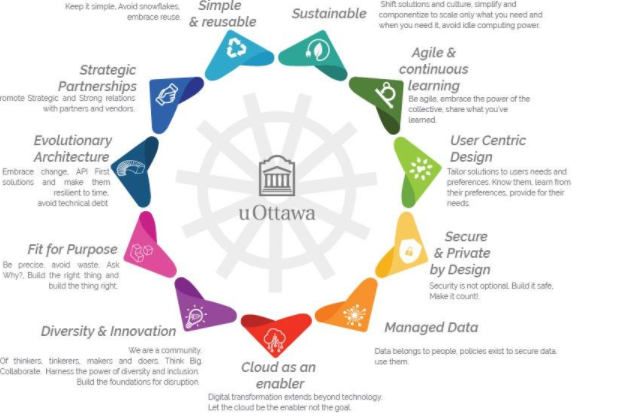 Simple
& reusable
Keep it simple, Avoid snowflakes,
embrace reuse.
Sustainable
Shift solutions and culture, simplify and
componentize to scale only what you need and
when you need it, avoid idle computing power.
Agile &
continuous
learning
Be agile, embrace the power of the
collective, share what you've
learned.
User Centric
Design
Tailor solutions to users needs and
preferences. Know them, learn from
their preferences, provide for their
needs.
Secure
& Private
by Design
Security is not optional. Build it safe,
Make it count!.
Managed Data
Data belongs to people, policies exist to secure data.
use them.
Cloud as an
enabler
Digital transformation extends beyond technology.
Let the cloud be the enabler not the goal.
Diversity & Innovation
We are a community.
Of thinkers, tinkerers, makers and doers. Think Big.
Collaborate. Harness the power of diversity and inclusion.
Build the foundations for disruption.
Fit for Purpose
Be precise, avoid waste, Ask
Why?, Build the right thing and
build the thing right.
Evolutionary
Architecture
Embrace change, API First
solutions and make them
resilient to time,
avoid technical debt
Strategic
Partnerships
romote Strategic and Strong relations
with partners and vendors.
uOttawa